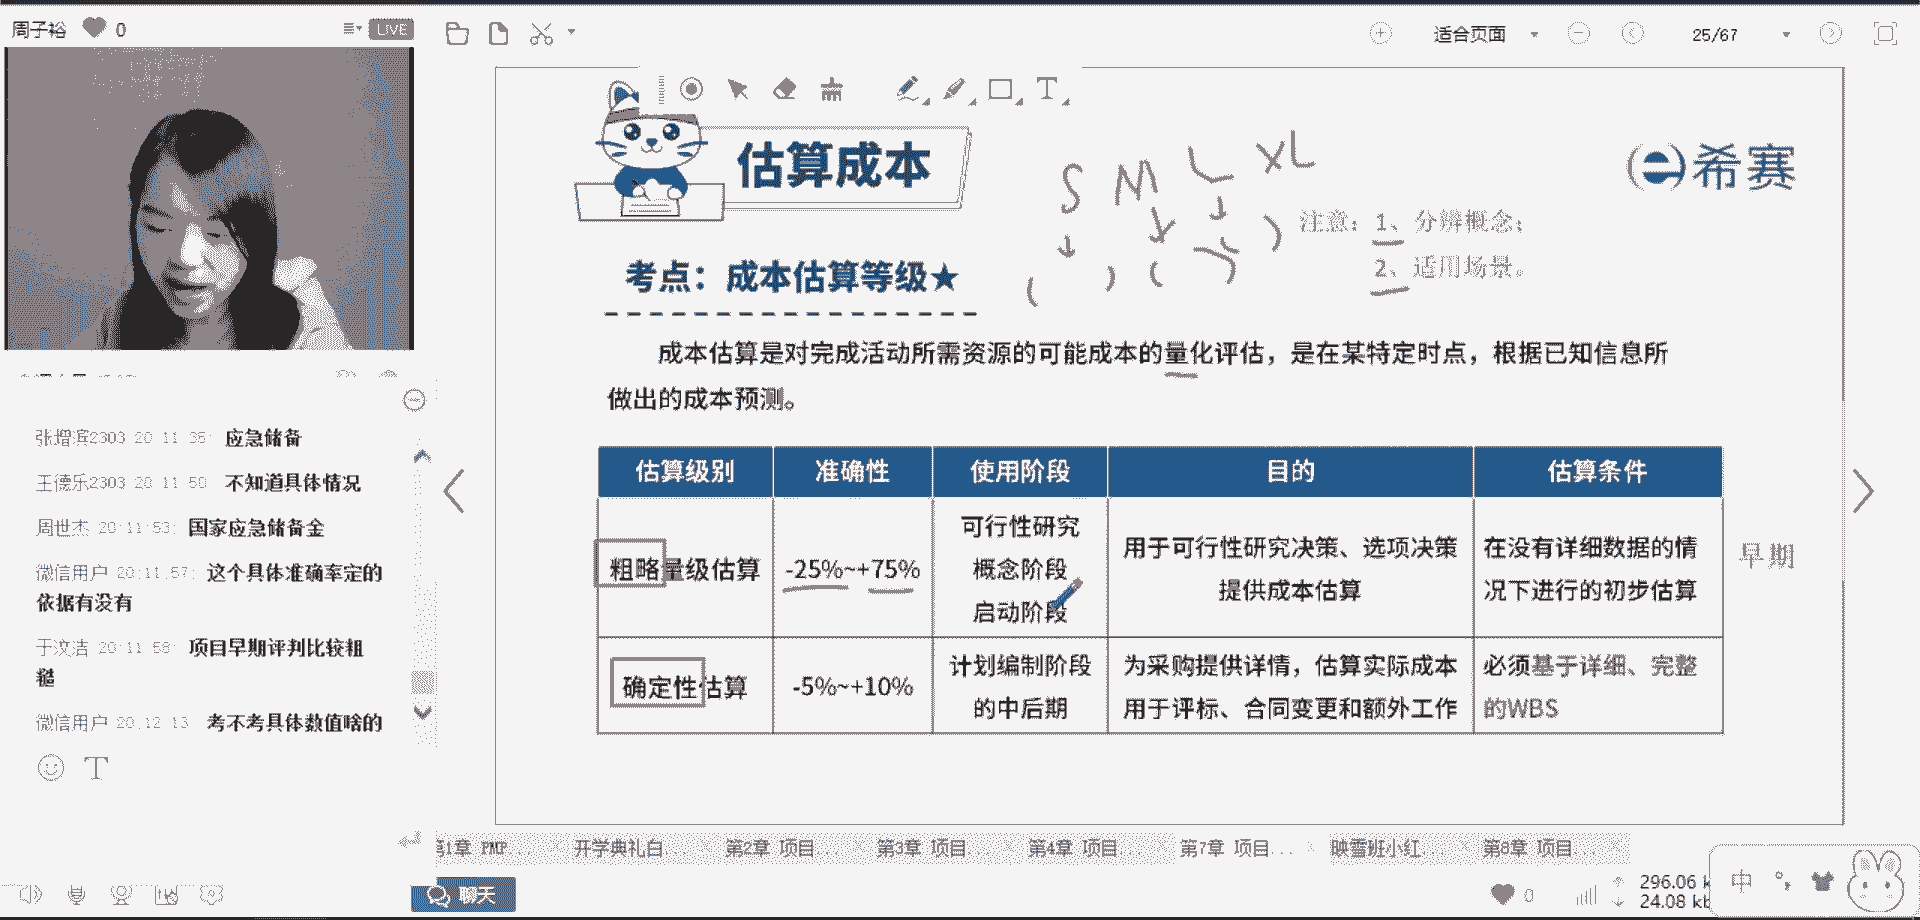 周子裕 0
LIVE
适合页面
25/67
估算成本
S M L XL
希赛
注意：1、分辨概念；
2、适用场景。
考点：成本估算等级★
成本估算是对完成活动所需资源的可能成本的量化评估，是在某特定时点，根据已知信息所
做出的成本预测。
估算级别 准确性 使用阶段 目的 估算条件
粗略量级估算 -25%~+75% 可行性研究
概念阶段
启动阶段
用于可行性研究决策、选项决策
提供成本估算
在没有详细数据的情
况下进行的初步估算
早期
确定性估算 -5%~+10% 计划编制阶段
的中后期
为采购提供详情，估算实际成本
用于评标、合同变更和额外工作
必须基于详细、完整
的WBS
张增滨2303 20:11:35: 应急储备
王德乐2303 20:11:50: 不知道具体情况
周世杰 20:11:53: 国家应急储备金
微信用户 20:11:57: 这个具体准确率定的
依据有没有
于汶洁 20:11:58: 项目早期评判比较粗
糙
微信用户 20:12:13: 考不考具体数值啥的
T
第1章 PMP...
开学典礼白...
第2章 项目...
第3章 项目...
第4章 项目...
第7章 项目...
映雪班小红...
第8章 项目...
聊天
0
296.06 k
24.08 kb
中